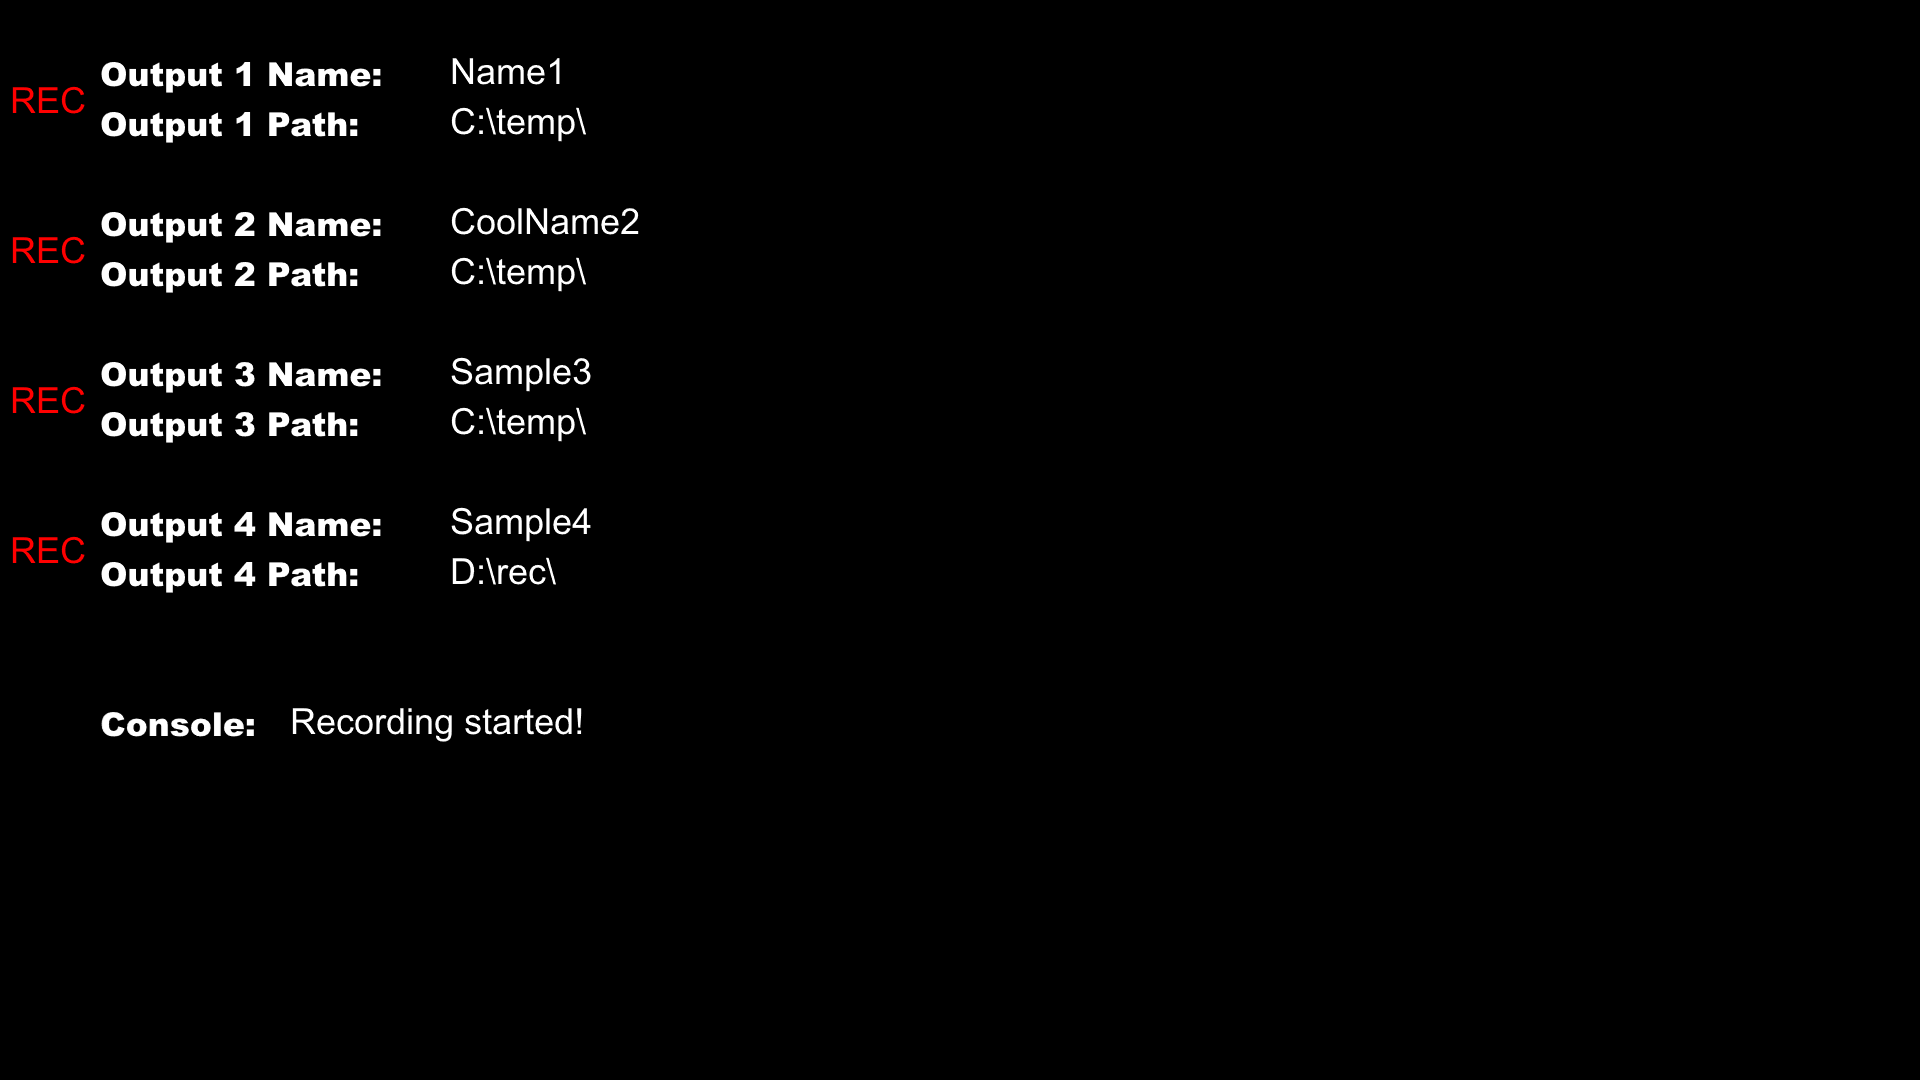 Output 1 Name: Name1
REC
Output 1 Path: C:\temp\
Output 2 Name: CoolName2
REC
Output 2 Path: C:\temp\
Output 3 Name: Sample3
REC
Output 3 Path: C:\temp\
Output 4 Name: Sample4
REC
Output 4 Path: D:\rec\
Console: Recording started!